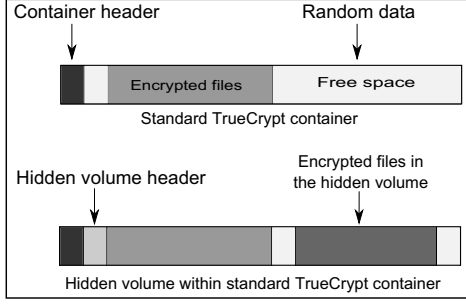 Container header
Random data
Encrypted files
Free space
Standard TrueCrypt container
Hidden volume header
Encrypted files in
the hidden volume
Hidden volume within standard TrueCrypt container